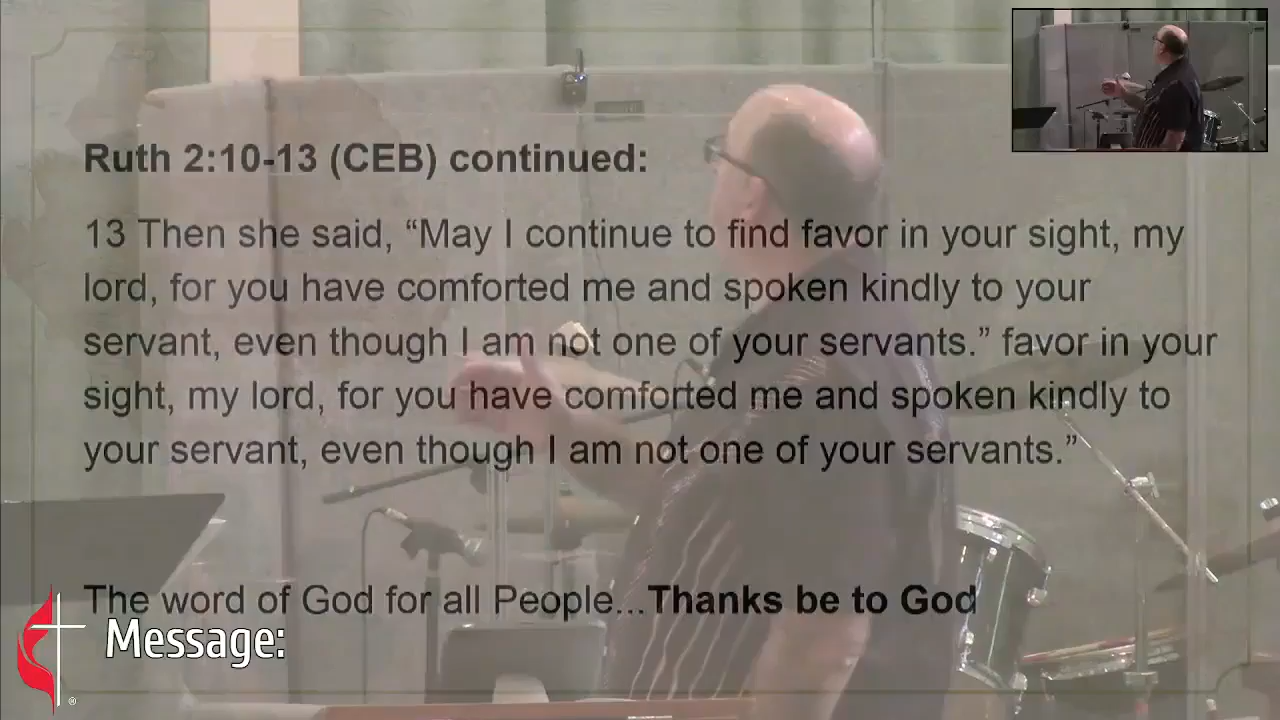 Ruth 2:10-13 (CEB) continued:
13 Then she said, “May I continue to find favor in your sight, my
lord, for you have comforted me and spoken kindly to your
servant, even though I am not one of your servants.” favor in your
sight, my lord, for you have comforted me and spoken kindly to
your servant, even though I am not one of your servants.”
The word of God for all People...Thanks be to God
Message:
®